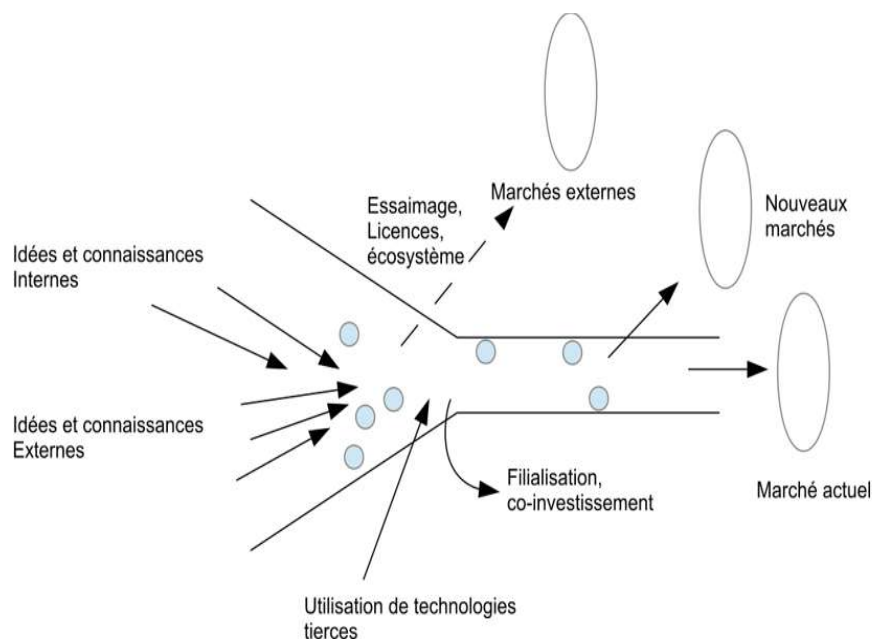 Marchés externes
Essaimage,
Licences,
écosystème
Nouveaux
marchés
Idées et connaissances
Internes
Idées et connaissances
Externes
Filialisation,
co-investissement
Marché actuel
Utilisation de technologies
tierces